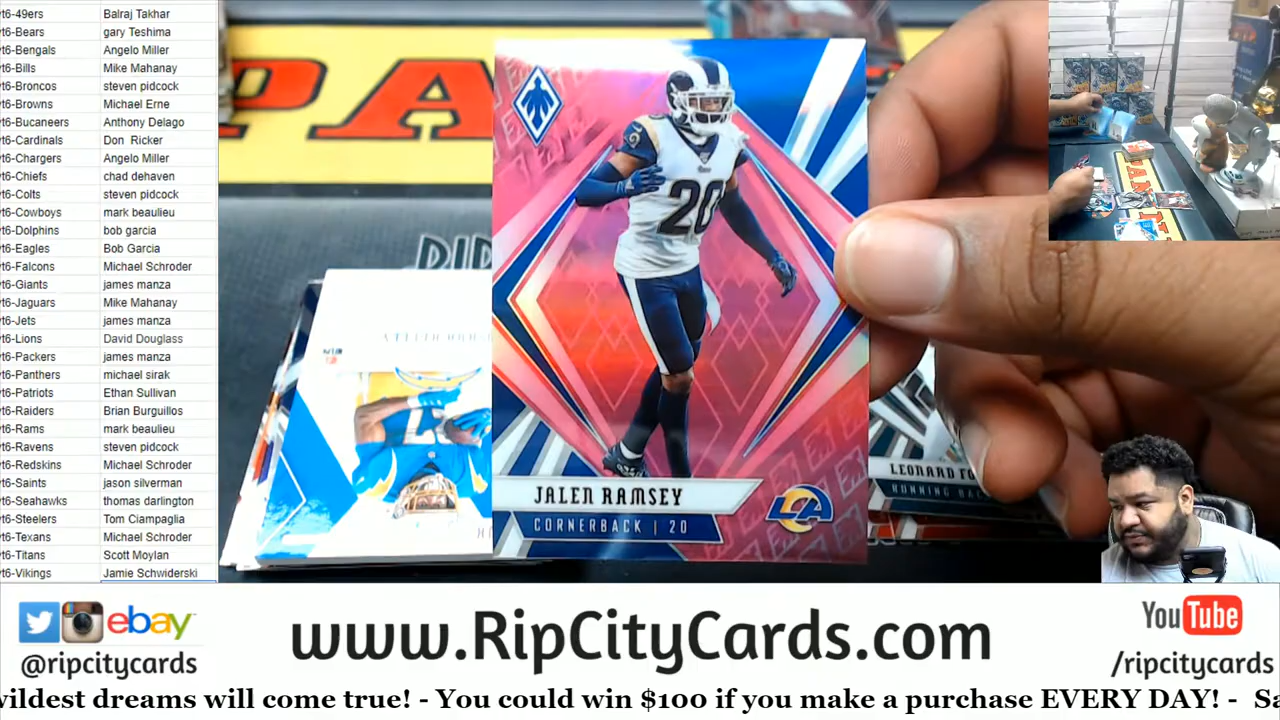 t6-49ers Balraj Takhar
t6-Bears gary Teshima
t6-Bengals Angelo Miller
t6-Bills Mike Mahanay
t6-Broncos steven pidcock
t6-Browns Michael Erne
t6-Bucaneers Anthony Delago
t6-Cardinals Don Ricker
t6-Chargers Angelo Miller
t6-Chiefs chad dehaven
t6-Colts steven pidcock
t6-Cowboys mark beaulieu
t6-Dolphins bob garcia
t6-Eagles Bob Garcia
t6-Falcons Michael Schroder
t6-Giants james manza
t6-Jaguars Mike Mahanay
t6-Jets james manza
t6-Lions David Douglass
t6-Packers james manza
t6-Panthers michael sirak
t6-Patriots Ethan Sullivan
t6-Raiders Brian Burguillos
t6-Rams mark beaulieu
t6-Ravens steven pidcock
t6-Redskins Michael Schroder
t6-Saints jason silverman
t6-Seahawks thomas darlington
t6-Steelers Tom Ciampaglia
t6-Texans Michael Schroder
t6-Titans Scott Moylan
t6-Vikings Jamie Schwiderski
PA
20
JALEN RAMSEY
CORNERBACK | 20
LA
LEONARD FO
RUNNING BAC
ebay
@ripcitycards
www.RipCityCards.com
YouTube
/ripcitycards
wildest dreams will come true! - You could win $100 if you make a purchase EVERY DAY! - Sa